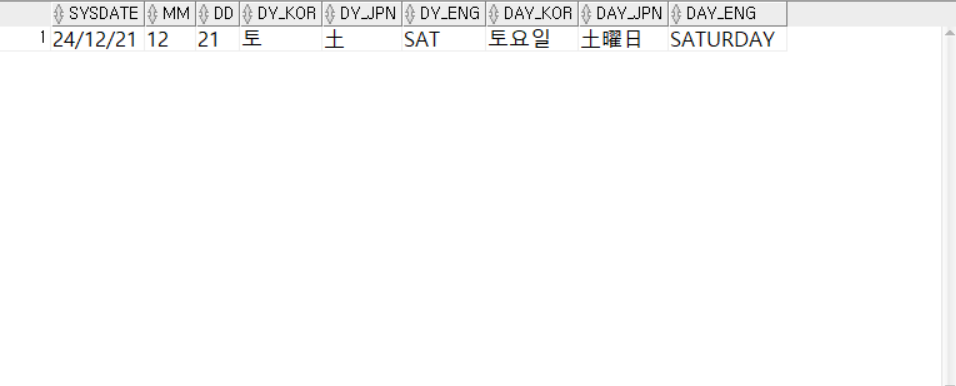 SYSDATE MM DD DY_KOR DY_JPN DY_ENG DAY_KOR DAY_JPN DAY_ENG
1 24/12/21 12 21 토 土 SAT 토요일 土曜日 SATURDAY